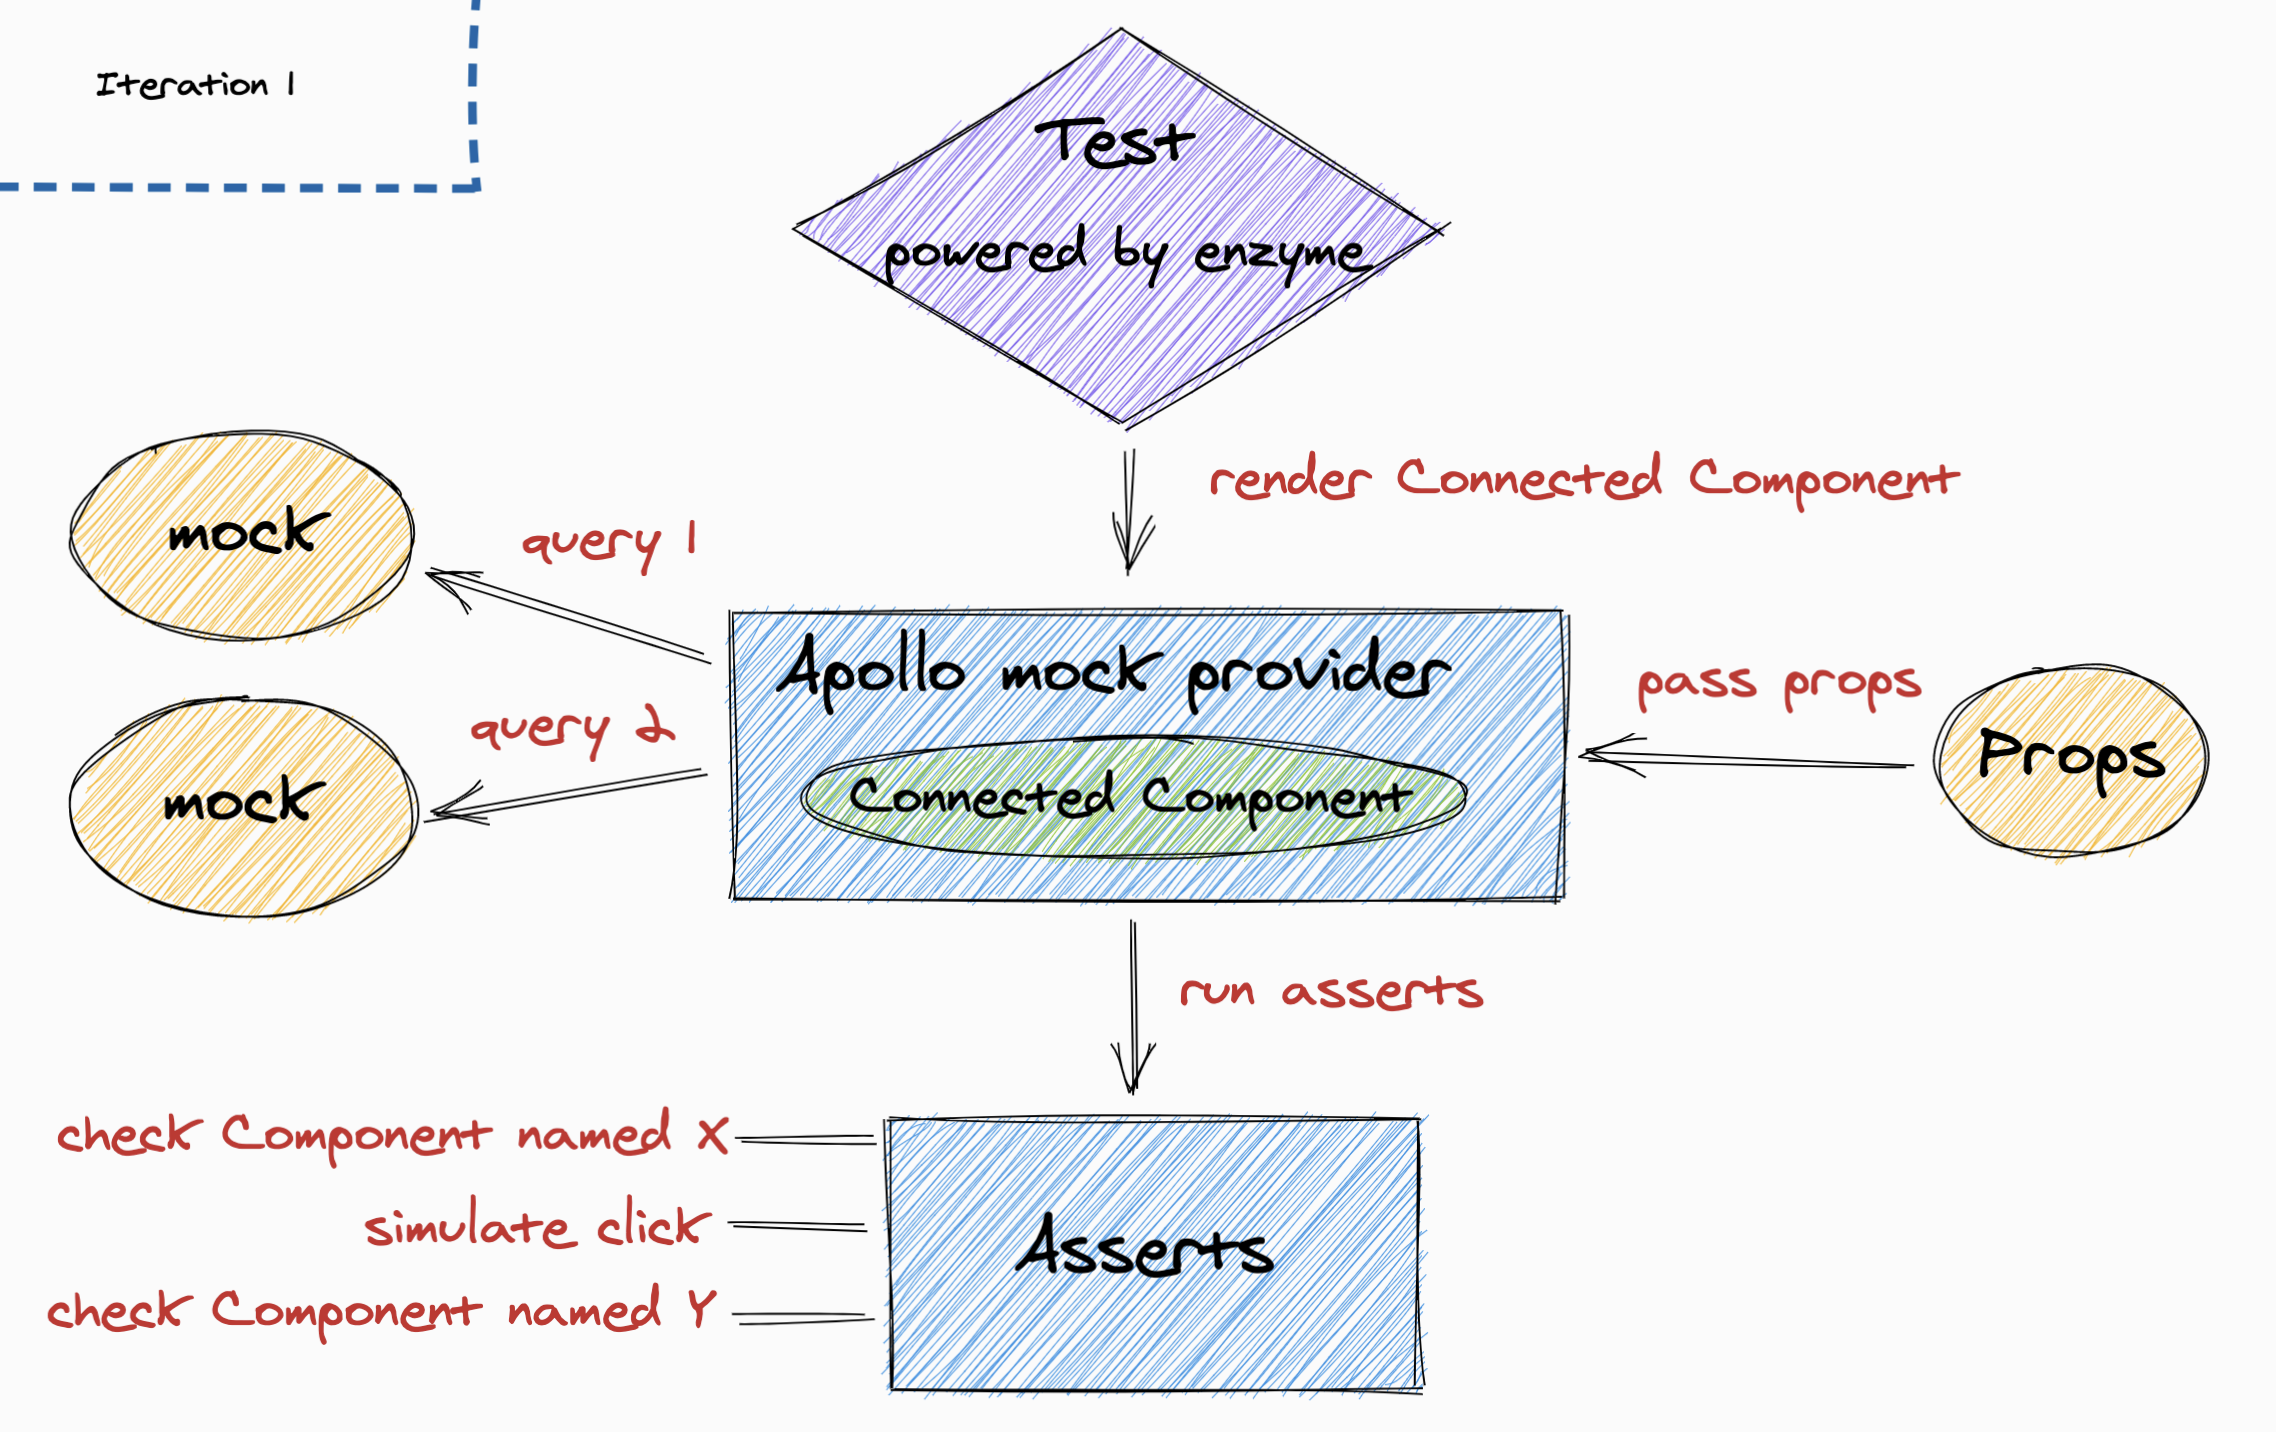 Iteration 1
Test
powered by enzyme
render Connected Component
mock
query 1
Apollo mock provider
pass props
Props
mock
query 2
Connected Component
run asserts
check Component named X
simulate click
check Component named Y
Asserts